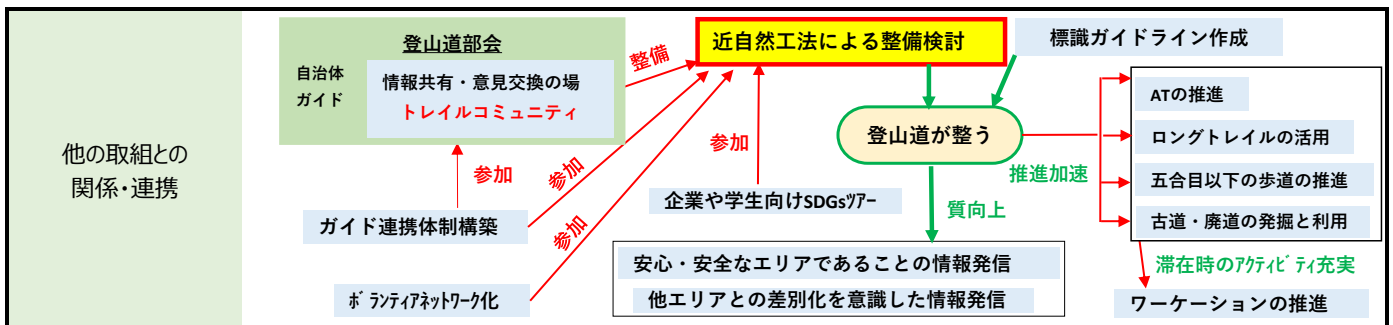 他の取組との
関係・連携
登山道部会
自治体
ガイド
情報共有・意見交換の場
トレイルコミュニティ
整備
近自然工法による整備検討
標識ガイドライン作成
登山道が整う
ATの推進
ロングトレイルの活用
五合目以下の歩道の推進
古道・廃道の発掘と利用
推進加速
参加
参加
参加
参加
ガイド連携体制構築
企業や学生向けSDGsﾂｱｰ
質向上
安心・安全なエリアであることの情報発信
他エリアとの差別化を意識した情報発信
ﾎﾞﾗﾝﾃｨｱネットワーク化
滞在時のｱｸﾃｨﾋﾞﾃｨ充実
ワーケーションの推進